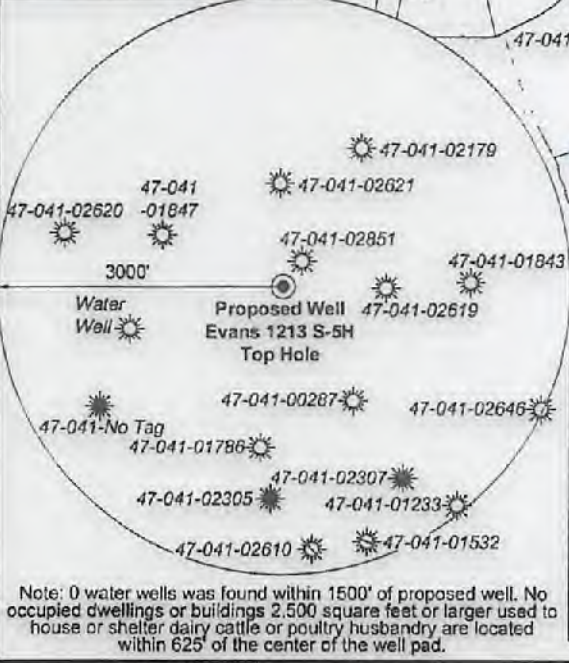 47-041
47-041-02179
47-041-02621
47-041
-01847
47-041-02620
47-041-02851
47-041-01843
3000'
Proposed Well
Evans 1213 S-5H
Top Hole
47-041-02619
Water
Well
47-041-00287
47-041-02646
47-041-No Tag
47-041-01786
47-041-02307
47-041-02305
47-041-01233
47-041-02610
47-041-01532
Note: 0 water wells was found within 1500' of proposed well. No
occupied dwellings or buildings 2,500 square feet or larger used to
house or shelter dairy cattle or poultry husbandry are located
within 625' of the center of the well pad.